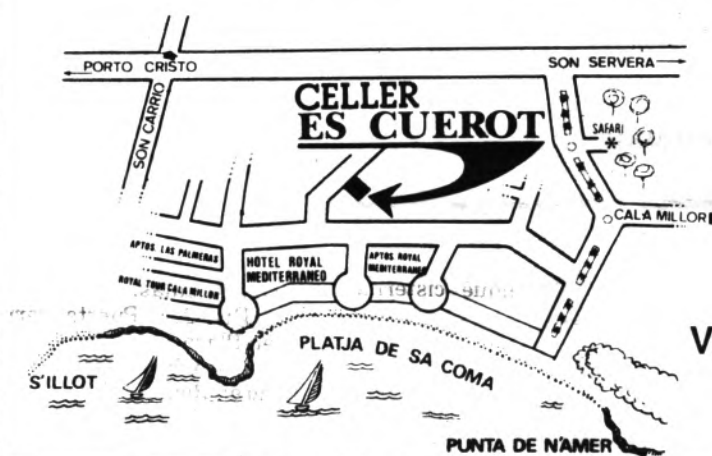 PORTO CRISTO
SON SERVERA
SON CARRIO
CELLER
ES CUEROT
SAFARI
CALA MILLOR
APTOS. LAS PALMERAS
HOTEL ROYAL
MEDITERRANEO
APTOS ROYAL
MEDITERRANEO
ROYAL TOUR CALA MILLOR
PLATJA DE SA COMA
V
S'ILLOT
PUNTA DE N'AMER